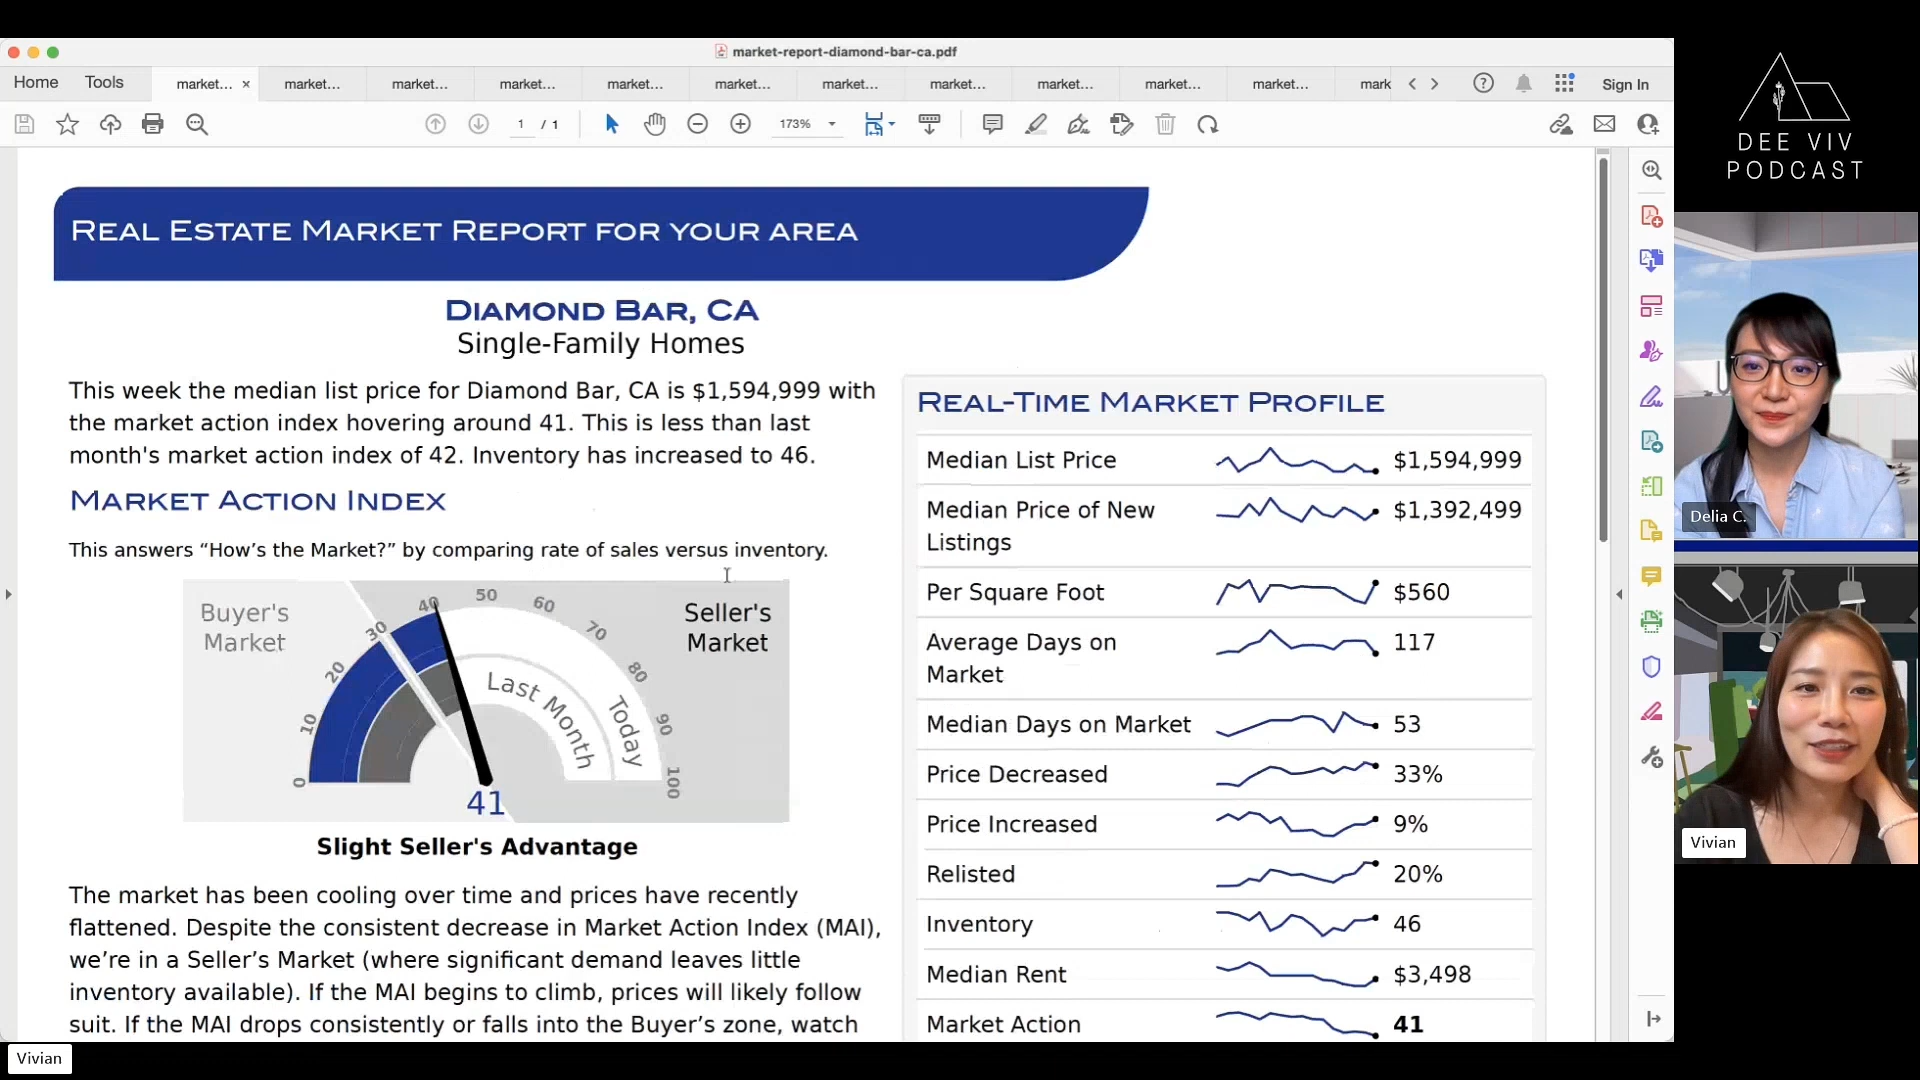 market-report-diamond-bar-ca.pdf
Home
Tools
market... ×
market...
market...
market...
market...
market...
market...
market...
market...
market...
market...
mark
Sign In
1 / 1
173%
REAL ESTATE MARKET REPORT FOR YOUR AREA
DIAMOND BAR, CA
Single-Family Homes
This week the median list price for Diamond Bar, CA is $1,594,999 with
the market action index hovering around 41. This is less than last
month's market action index of 42. Inventory has increased to 46.
MARKET ACTION INDEX
This answers “How’s the Market?” by comparing rate of sales versus inventory.
Buyer's
Market
Seller's
Market
0
10
20
30
40
50
60
70
80
90
100
Last Month
Today
41
Slight Seller's Advantage
The market has been cooling over time and prices have recently
flattened. Despite the consistent decrease in Market Action Index (MAI),
we’re in a Seller’s Market (where significant demand leaves little
inventory available). If the MAI begins to climb, prices will likely follow
suit. If the MAI drops consistently or falls into the Buyer’s zone, watch
REAL-TIME MARKET PROFILE
Median List Price $1,594,999
Median Price of New $1,392,499
Listings
Per Square Foot $560
Average Days on 117
Market
Median Days on Market 53
Price Decreased 33%
Price Increased 9%
Relisted 20%
Inventory 46
Median Rent $3,498
Market Action 41
DEE VIV
PODCAST
Delia C.
Vivian
Vivian